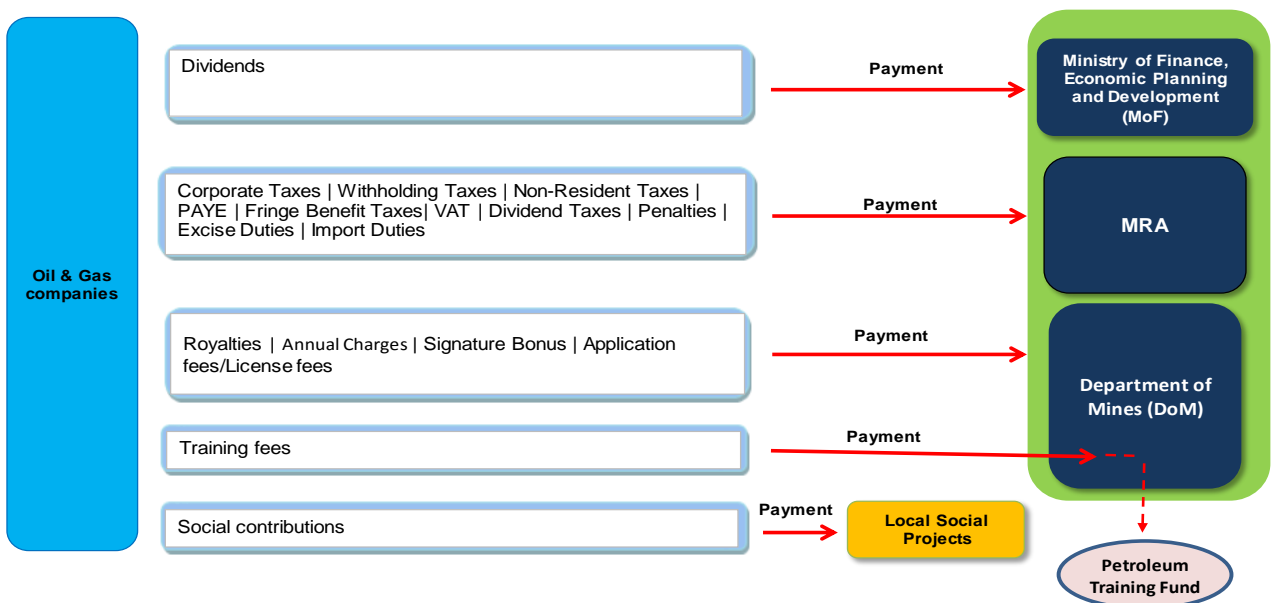 Oil & Gas
companies
Dividends
Payment
Ministry of Finance,
Economic Planning
and Development
(MoF)
Corporate Taxes | Withholding Taxes | Non-Resident Taxes |
PAYE | Fringe Benefit Taxes| VAT | Dividend Taxes | Penalties |
Excise Duties | Import Duties
Payment
MRA
Royalties | Annual Charges | Signature Bonus | Application
fees/License fees
Payment
Department of
Mines (DoM)
Training fees
Payment
Social contributions
Payment
Local Social
Projects
Petroleum
Training Fund